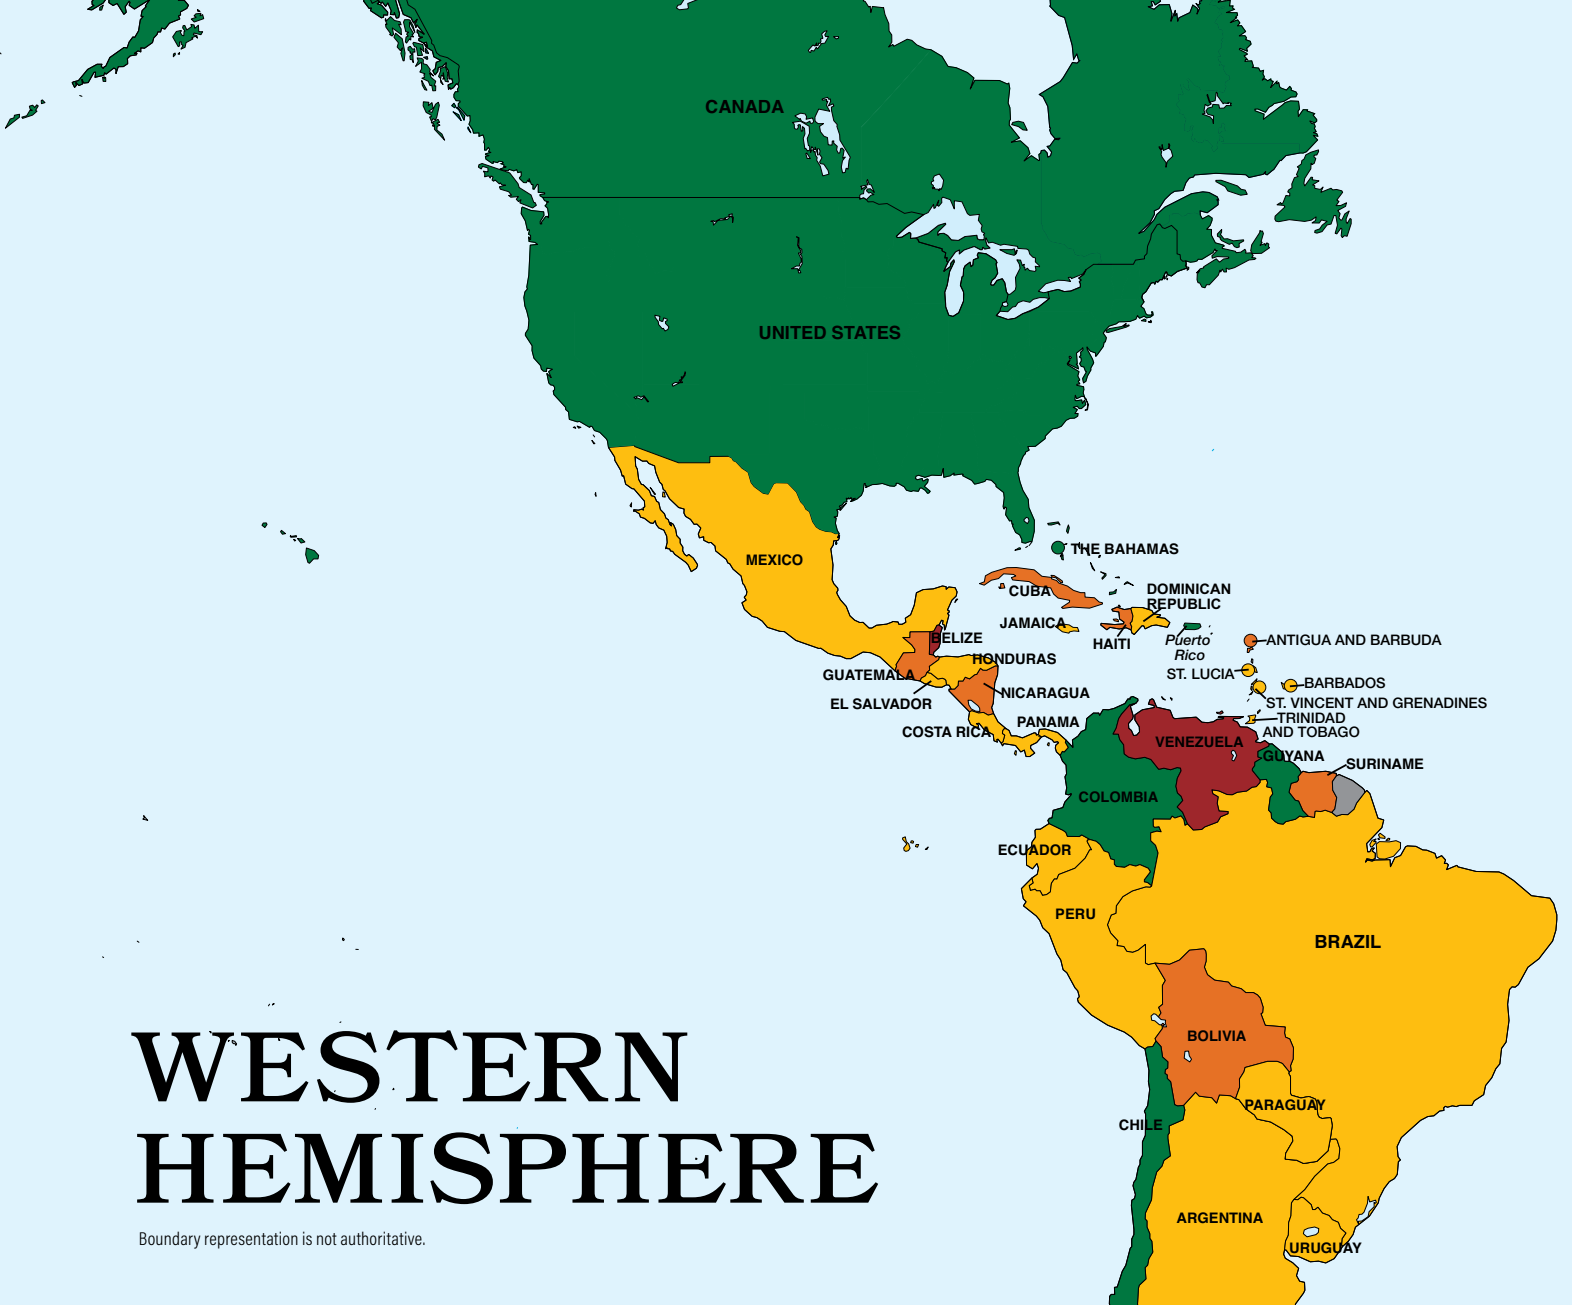 CANADA
UNITED STATES
MEXICO
THE BAHAMAS
CUBA
DOMINICAN
REPUBLIC
JAMAICA
HAITI
Puerto
Rico
BELIZE
ANTIGUA AND BARBUDA
HONDURAS
GUATEMALA
ST. LUCIA
BARBADOS
NICARAGUA
EL SALVADOR
ST. VINCENT AND GRENADINES
TRINIDAD
AND TOBAGO
COSTA RICA
PANAMA
VENEZUELA
GUYANA
SURINAME
COLOMBIA
ECUADOR
PERU
BRAZIL
BOLIVIA
PARAGUAY
CHILE
ARGENTINA
URUGUAY
WESTERN
HEMISPHERE
Boundary representation is not authoritative.